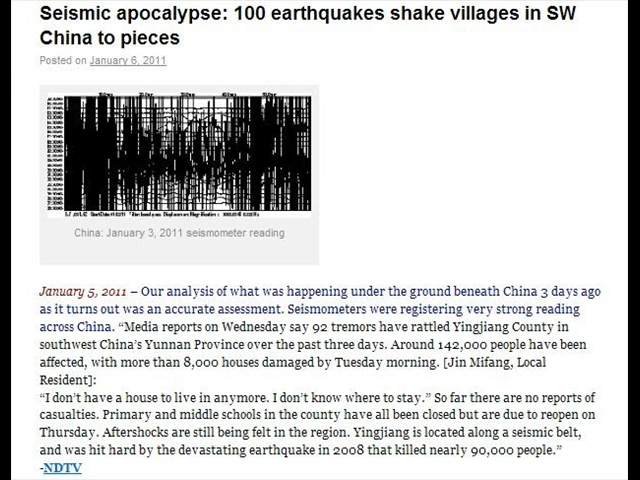 Seismic apocalypse: 100 earthquakes shake villages in SW
China to pieces
Posted on January 6, 2011
China: January 3, 2011 seismometer reading
January 5, 2011 – Our analysis of what was happening under the ground beneath China 3 days ago
as it turns out was an accurate assessment. Seismometers were registering very strong reading
across China. “Media reports on Wednesday say 92 tremors have rattled Yingjiang County in
southwest China’s Yunnan Province over the past three days. Around 142,000 people have been
affected, with more than 8,000 houses damaged by Tuesday morning. [Jin Mifang, Local
Resident]:
“I don’t have a house to live in anymore. I don’t know where to stay.” So far there are no reports of
casualties. Primary and middle schools in the county have all been closed but are due to reopen on
Thursday. Aftershocks are still being felt in the region. Yingjiang is located along a seismic belt,
and was hit hard by the devastating earthquake in 2008 that killed nearly 90,000 people.”
-NDTV